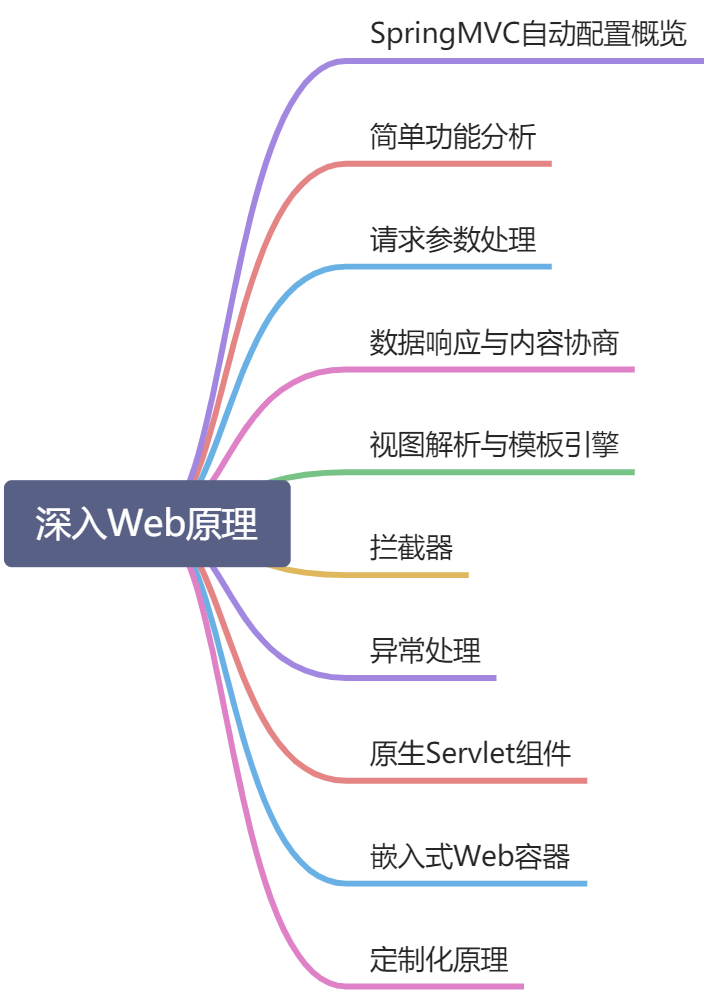 SpringMVC自动配置概览
简单功能分析
请求参数处理
数据响应与内容协商
视图解析与模板引擎
深入Web原理
拦截器
异常处理
原生Servlet组件
嵌入式Web容器
定制化原理